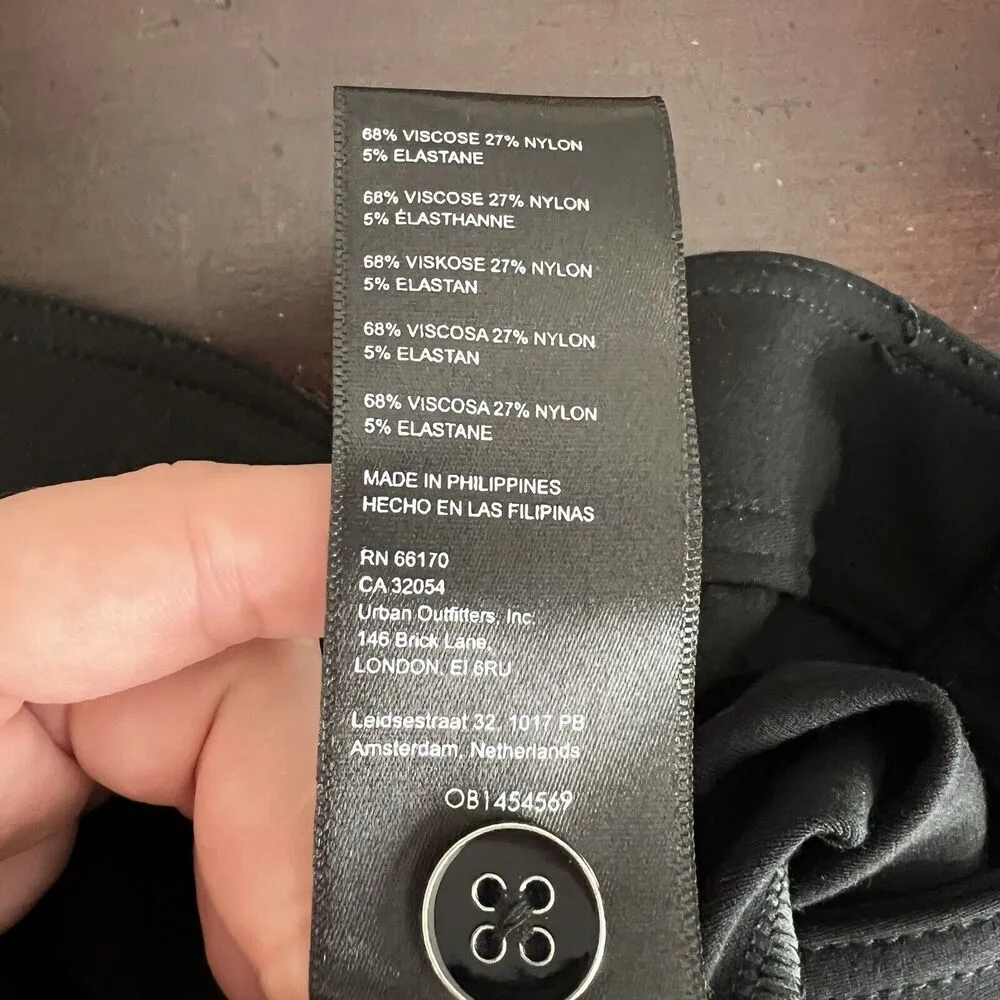 68% VISCOSE 27% NYLON
5% ELASTANE
68% VISCOSE 27% NYLON
5% ÉLASTHANNE
68% VISKOSE 27% NYLON
5% ELASTAN
68% VISCOSA 27% NYLON
5% ELASTAN
68% VISCOSA 27% NYLON
5% ELASTANE
MADE IN PHILIPPINES
HECHO EN LAS FILIPINAS
RN 66170
CA 32054
Urban Outfitters, Inc.
146 Brick Lane,
LONDON, EI 6RU
Leidsestraat 32, 1017 PB
Amsterdam, Netherlands
OB1454569